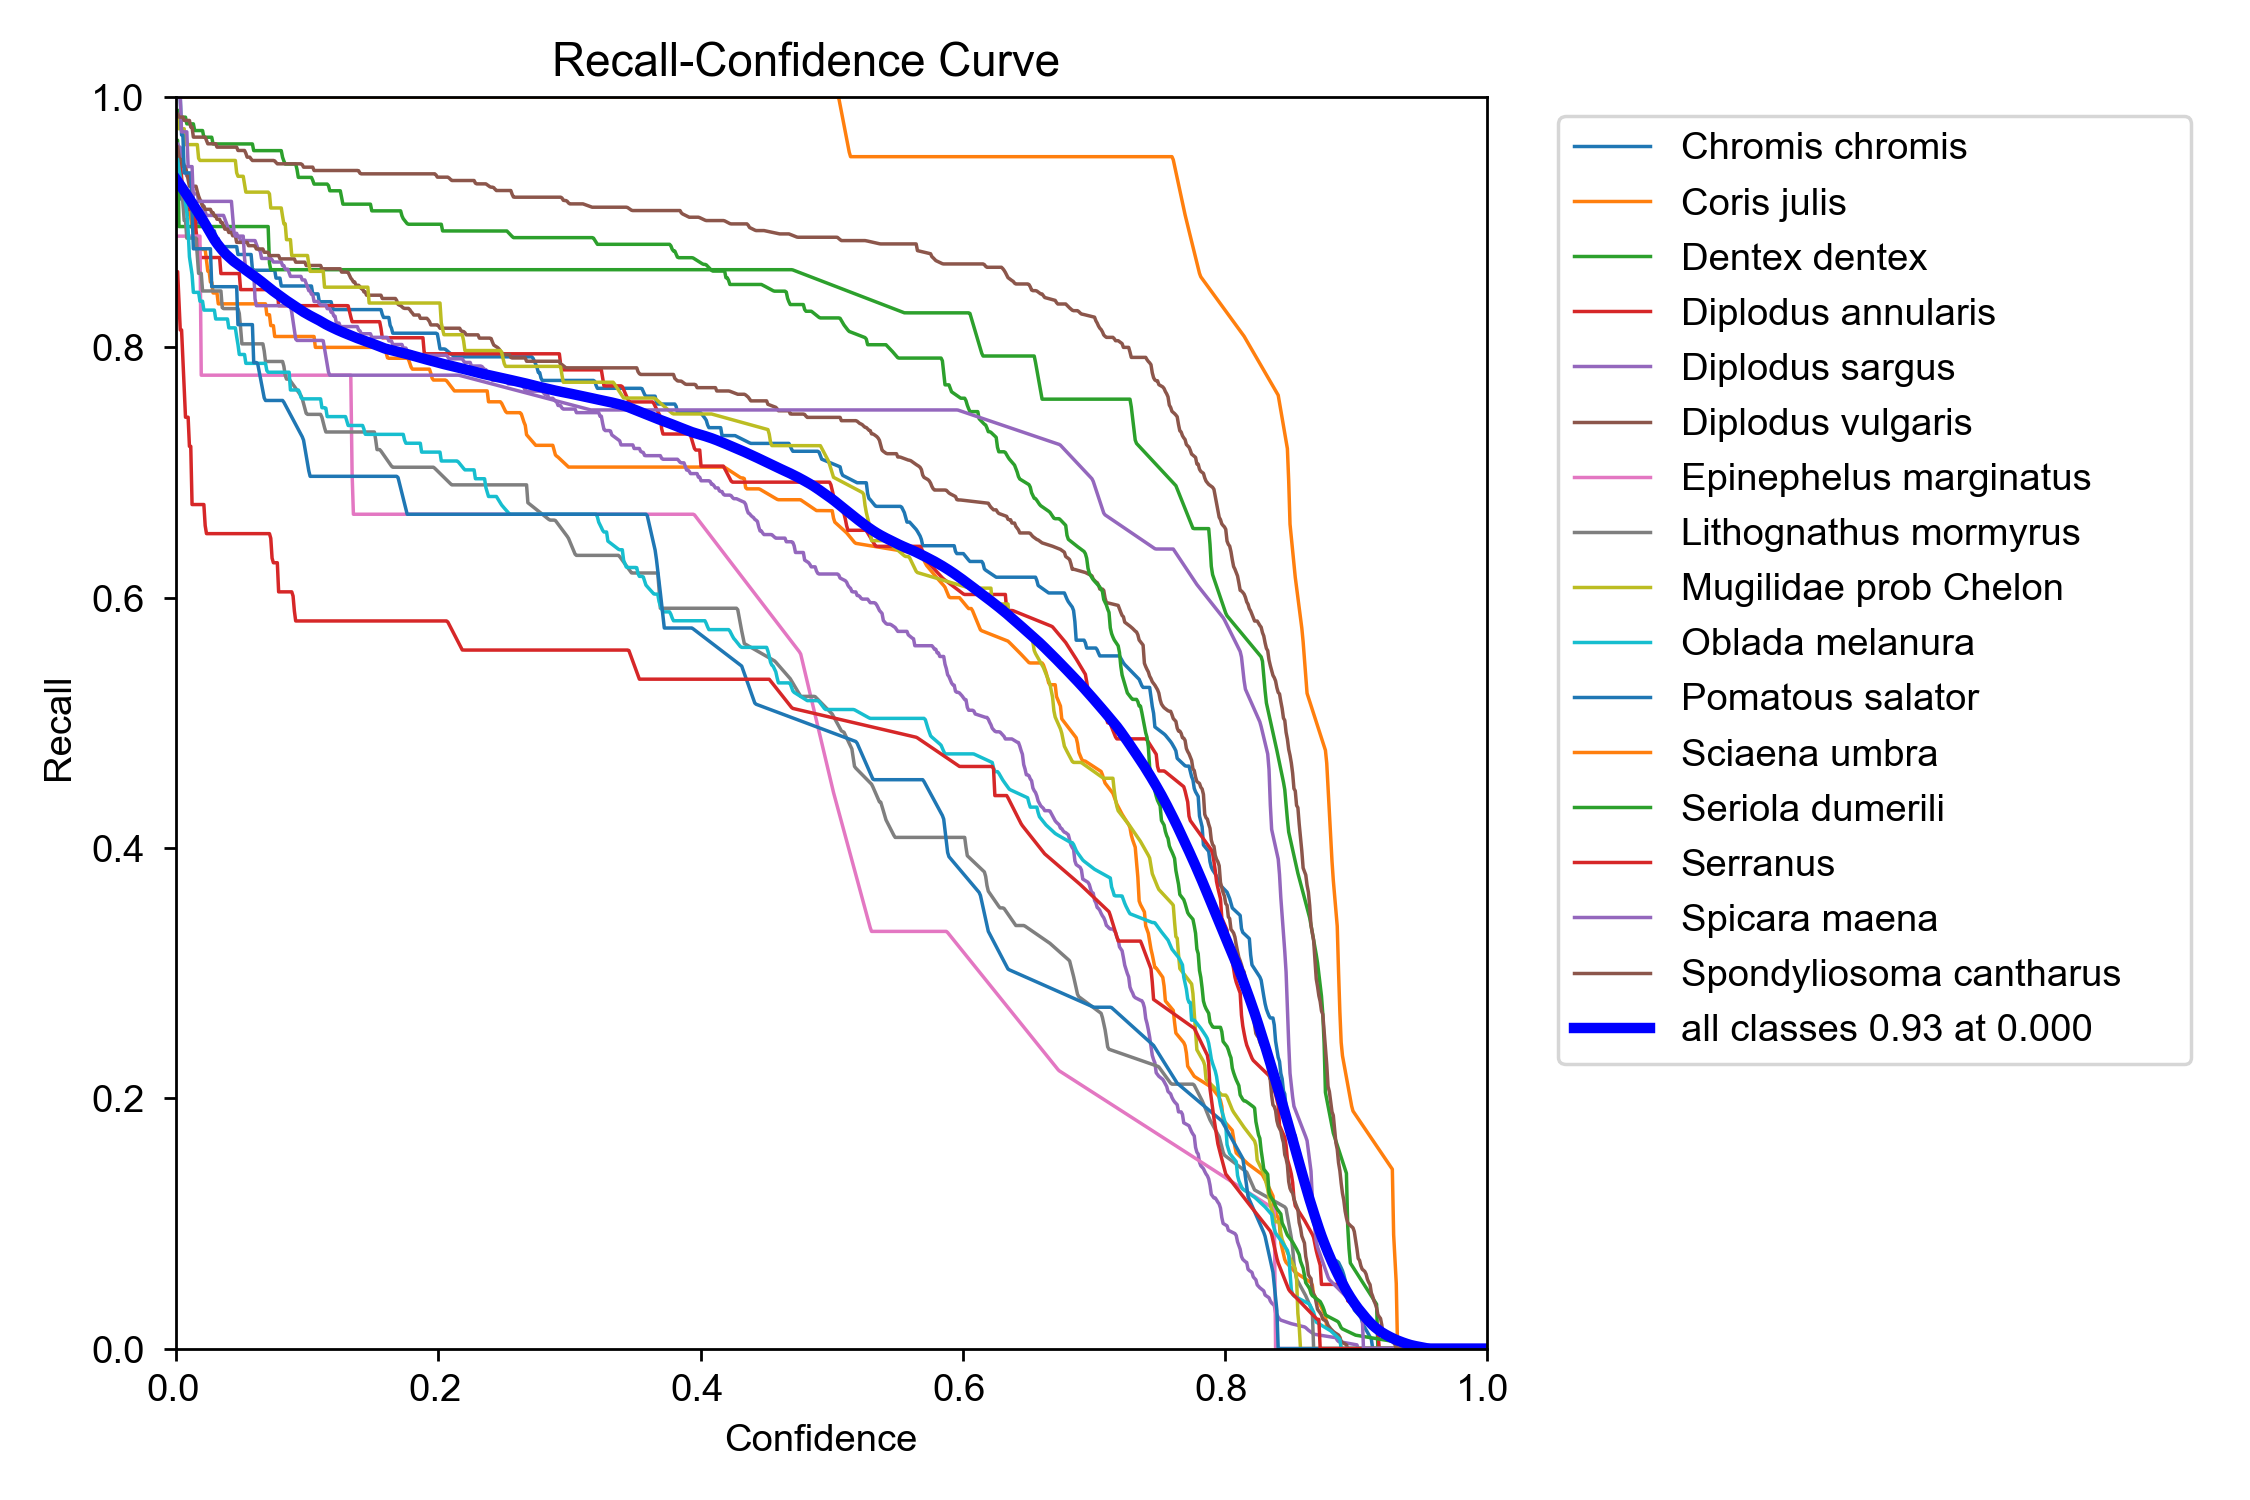 Recall-Confidence Curve
1.0
0.8
0.6
0.4
0.2
0.0
Recall
0.0 0.2 0.4 0.6 0.8 1.0
Confidence
Chromis chromis
Coris julis
Dentex dentex
Diplodus annularis
Diplodus sargus
Diplodus vulgaris
Epinephelus marginatus
Lithognathus mormyrus
Mugilidae prob Chelon
Oblada melanura
Pomatous salator
Sciaena umbra
Seriola dumerili
Serranus
Spicara maena
Spondyliosoma cantharus
all classes 0.93 at 0.000